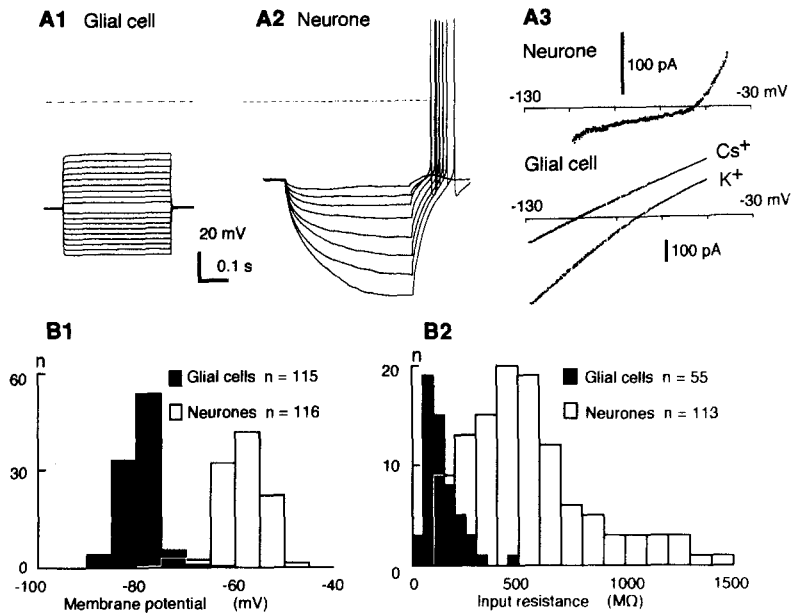 A1 Glial cell
A2 Neurone
A3
Neurone
100 pA
-130
-30 mV
Glial cell
Cs+
K+
-130
-30 mV
100 pA
20 mV
0.1 s
B1
n
60
30
0
Glial cells n = 115
Neurones n = 116
-100 -80 -60 -40
Membrane potential (mV)
B2
n
20
10
0
Glial cells n = 55
Neurones n = 113
0 500 1000 1500
Input resistance (MΩ)